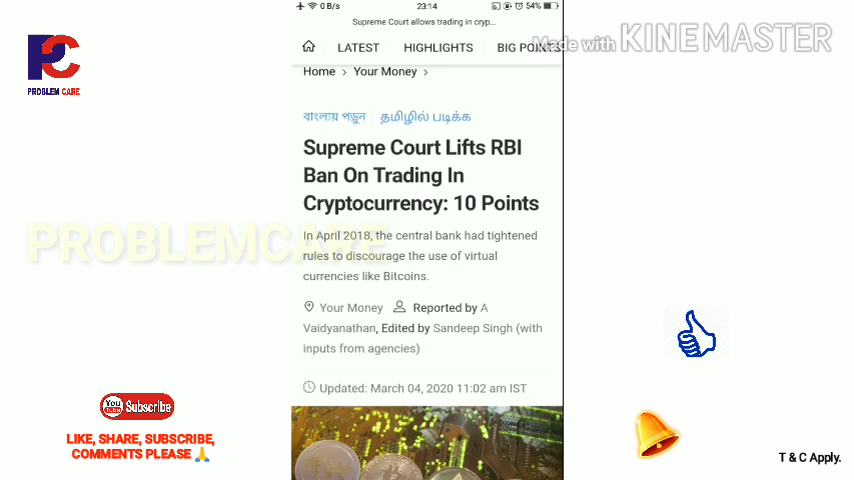 0 B/s
23:14
54%
Supreme Court allows trading in cryp...
LATEST HIGHLIGHTS BIG POINTS
Made with KINEMASTER
Home > Your Money >
PC
PROBLEM CARE
বাংলায় পড়ুন தமிழில் படிக்க
Supreme Court Lifts RBI
Ban On Trading In
Cryptocurrency: 10 Points
PROBLEMCARE
In April 2018, the central bank had tightened
rules to discourage the use of virtual
currencies like Bitcoins.
Your Money Reported by A
Vaidyanathan, Edited by Sandeep Singh (with
inputs from agencies)
Updated: March 04, 2020 11:02 am IST
You Subscribe
LIKE, SHARE, SUBSCRIBE,
COMMENTS PLEASE 🙏
T & C Apply.